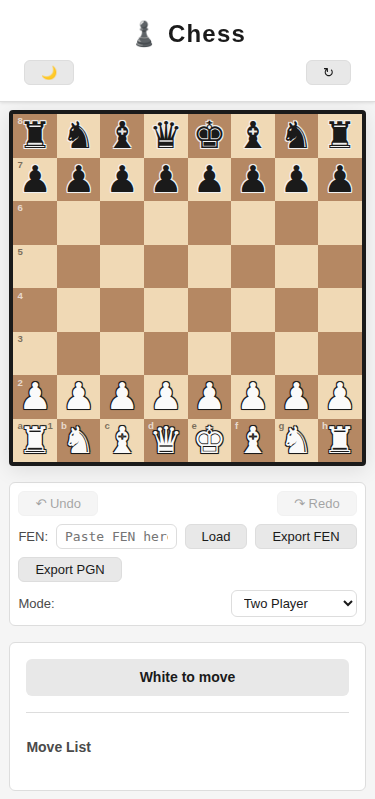 Chess
8
7
6
5
4
3
2
a 1 b c d e f g h
Undo Redo
FEN: Paste FEN her Load Export FEN
Export PGN
Mode: Two Player
White to move
Move List